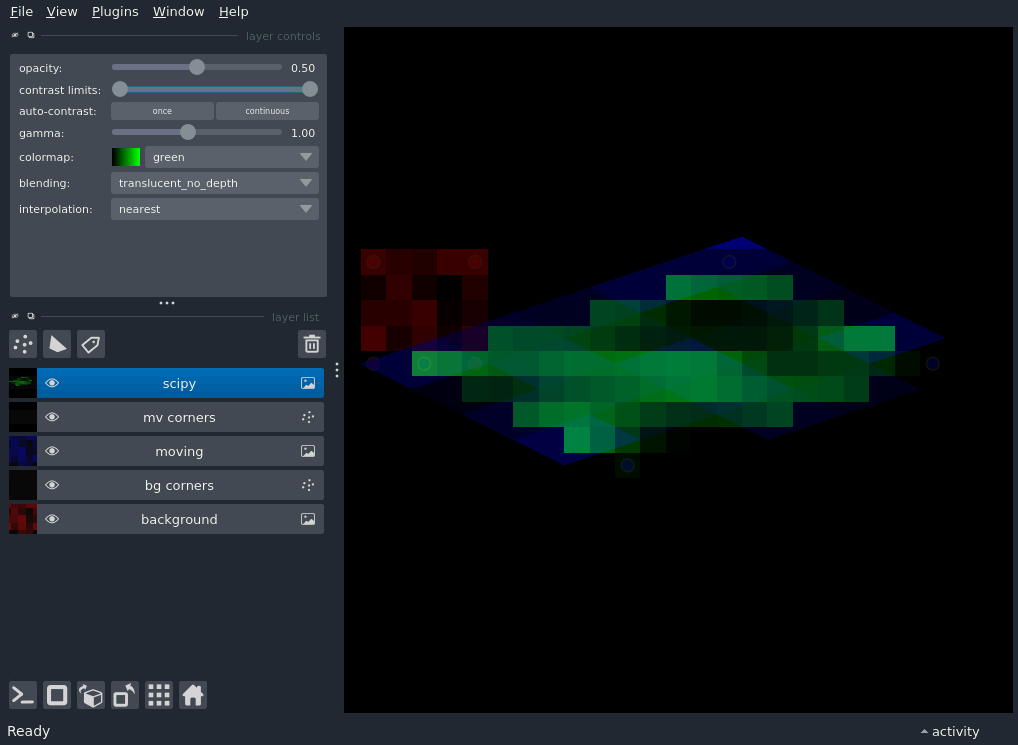 File View Plugins Window Help
layer controls
opacity: 0.50
contrast limits:
auto-contrast: once continuous
gamma: 1.00
colormap: green
blending: translucent_no_depth
interpolation: nearest
layer list
scipy
mv corners
moving
bg corners
background
Ready activity